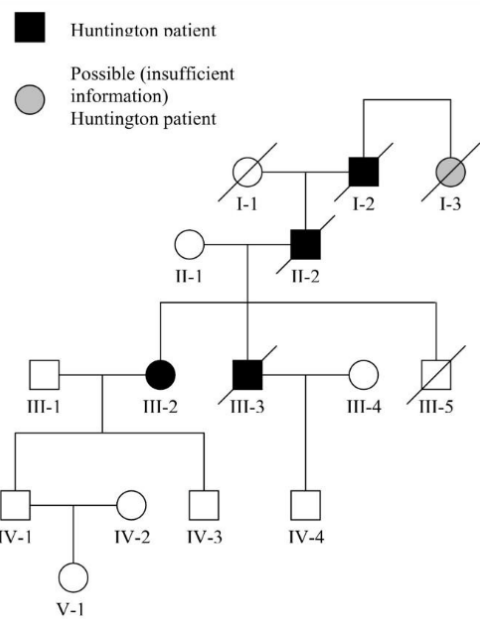 Huntington patient
Possible (insufficient
information)
Huntington patient
I-1
I-2
I-3
II-1
II-2
III-1
III-2
III-3
III-4
III-5
IV-1
IV-2
IV-3
IV-4
V-1